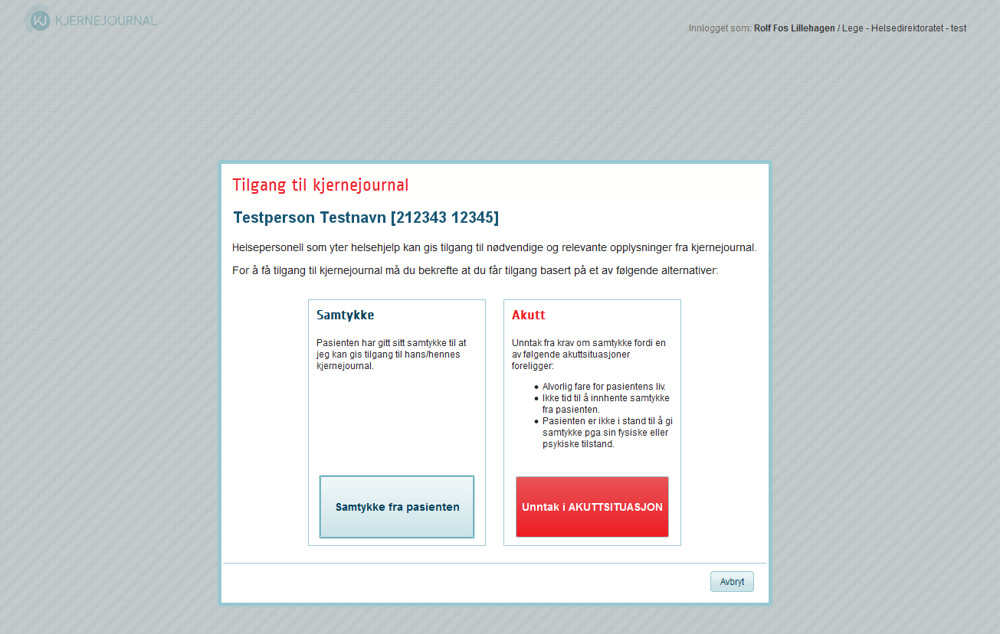 KJ KJERNEJOURNAL
Innlogget som: Rolf Fos Lillehagen / Lege - Helsedirektoratet - test
Tilgang til kjernejournal
Testperson Testnavn [212343 12345]
Helsepersonell som yter helsehjelp kan gis tilgang til nødvendige og relevante opplysninger fra kjernejournal.
For å få tilgang til kjernejournal må du bekrefte at du får tilgang basert på et av følgende alternativer:
Samtykke
Pasienten har gitt sitt samtykke til at
jeg kan gis tilgang til hans/hennes
kjernejournal.
Samtykke fra pasienten
Akutt
Unntak fra krav om samtykke fordi en
av følgende akuttsituasjoner
foreligger:
• Alvorlig fare for pasientens liv.
• Ikke tid til å innhente samtykke
fra pasienten.
• Pasienten er ikke i stand til å gi
samtykke pga sin fysiske eller
psykiske tilstand.
Unntak i AKUTTSITUASJON
Avbryt